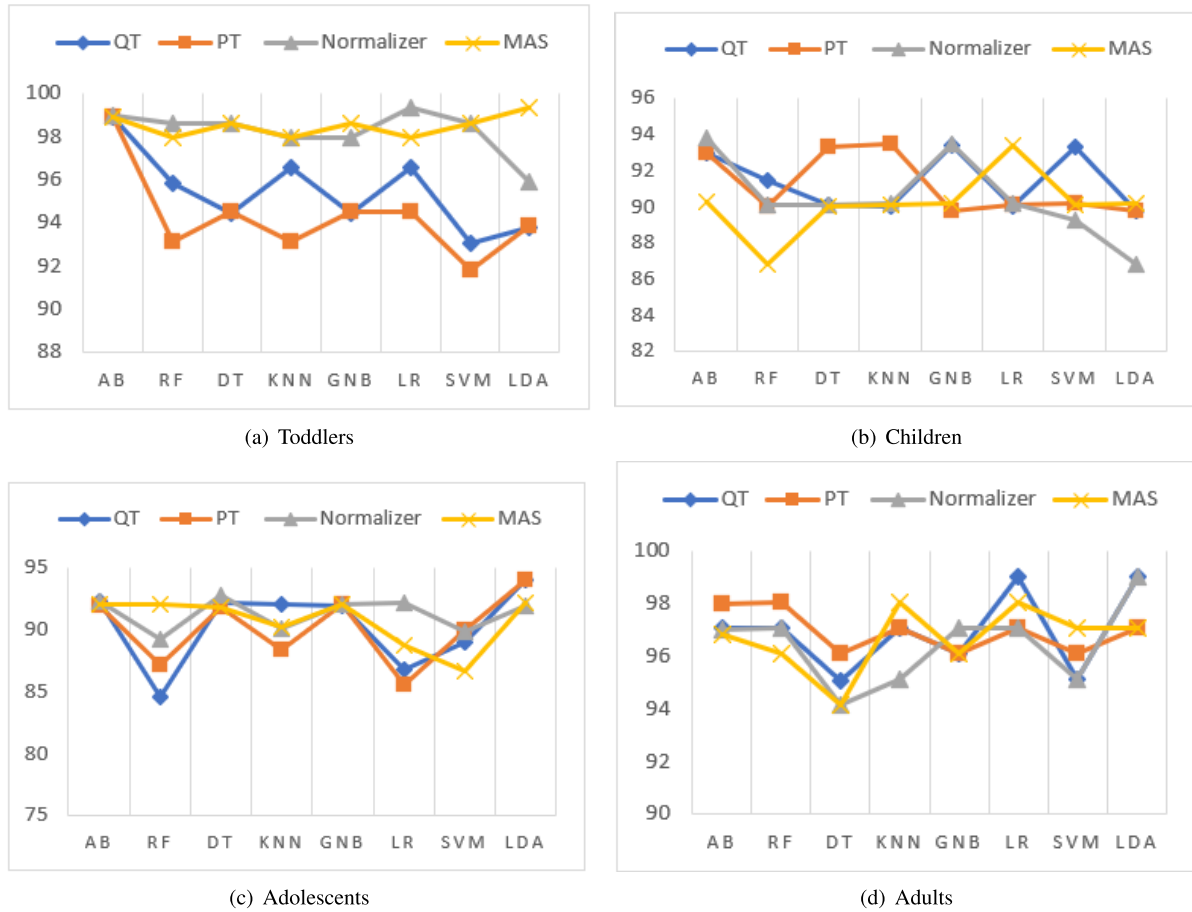 QT PT Normalizer MAS
100
98
96
94
92
90
88
AB RF DT KNN GNB LR SVM LDA
(a) Toddlers
QT PT Normalizer MAS
96
94
92
90
88
86
84
82
AB RF DT KNN GNB LR SVM LDA
(b) Children
QT PT Normalizer MAS
95
90
85
80
75
AB RF DT KNN GNB LR SVM LDA
(c) Adolescents
QT PT Normalizer MAS
100
98
96
94
92
90
AB RF DT KNN GNB LR SVM LDA
(d) Adults